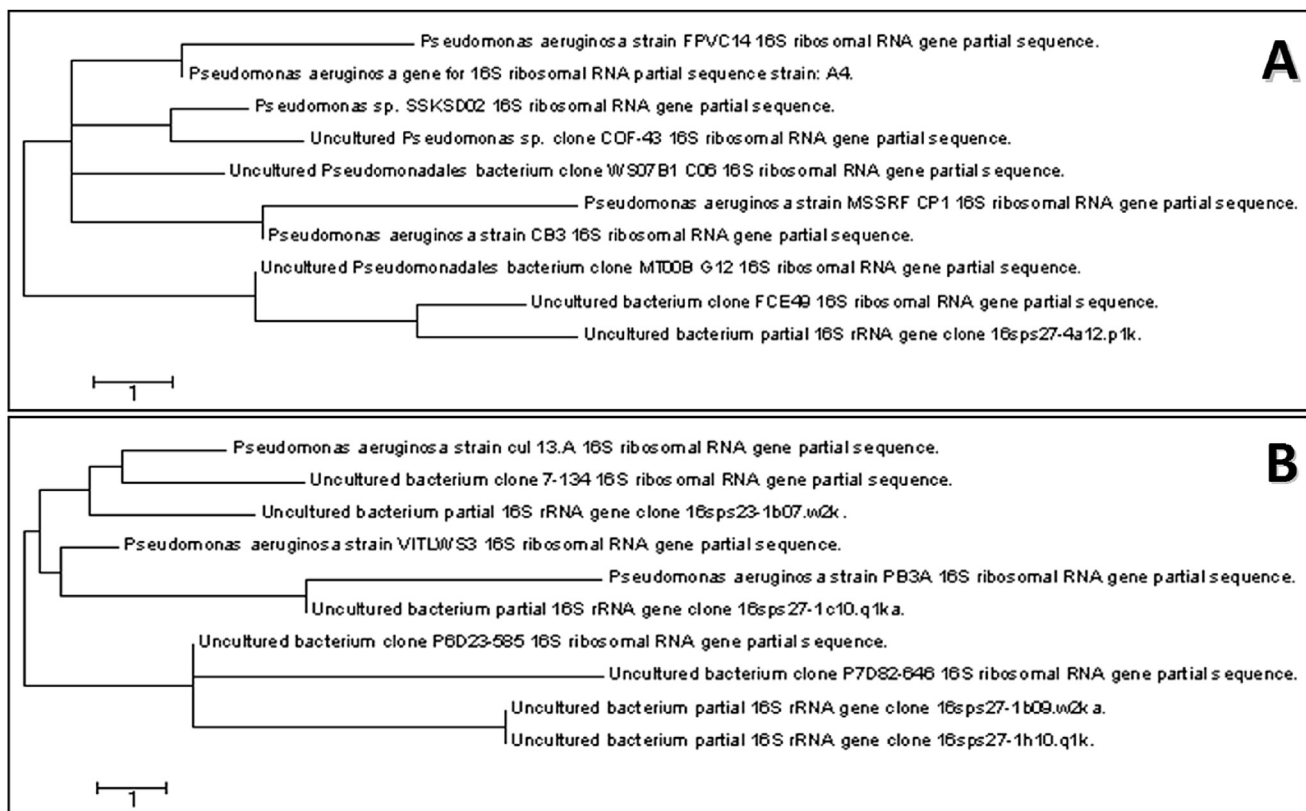 Pseudomonas aeruginosa strain FPVC14 16S ribosomal RNA gene partial sequence.
A
Pseudomonas aeruginosa gene for 16S ribosomal RNA partial sequence strain: A4.
Pseudomonas sp. SSKSD02 16S ribosomal RNA gene partial sequence.
Uncultured Pseudomonas sp. clone COF-43 16S ribosomal RNA gene partial sequence.
Uncultured Pseudomonadales bacterium clone WS07B1 C06 16S ribosomal RNA gene partial sequence.
Pseudomonas aeruginosa strain MSSRF CP1 16S ribosomal RNA gene partial sequence.
Pseudomonas aeruginosa strain CB3 16S ribosomal RNA gene partial sequence.
Uncultured Pseudomonadales bacterium clone MT00B G12 16S ribosomal RNA gene partial sequence.
Uncultured bacterium clone FCE49 16S ribosomal RNA gene partial sequence.
Uncultured bacterium partial 16S rRNA gene clone 16sps27-4a12.p1k.
1
Pseudomonas aeruginosa strain cul 13.A 16S ribosomal RNA gene partial sequence.
B
Uncultured bacterium clone 7-134 16S ribosomal RNA gene partial sequence.
Uncultured bacterium partial 16S rRNA gene clone 16sps23-1b07.w2k.
Pseudomonas aeruginosa strain VITLWS3 16S ribosomal RNA gene partial sequence.
Pseudomonas aeruginosa strain PB3A 16S ribosomal RNA gene partial sequence.
Uncultured bacterium partial 16S rRNA gene clone 16sps27-1c10.q1ka.
Uncultured bacterium clone P6D23-585 16S ribosomal RNA gene partial sequence.
Uncultured bacterium clone P7D82-646 16S ribosomal RNA gene partial sequence.
Uncultured bacterium partial 16S rRNA gene clone 16sps27-1b09.w2ka.
Uncultured bacterium partial 16S rRNA gene clone 16sps27-1h10.q1k.
1